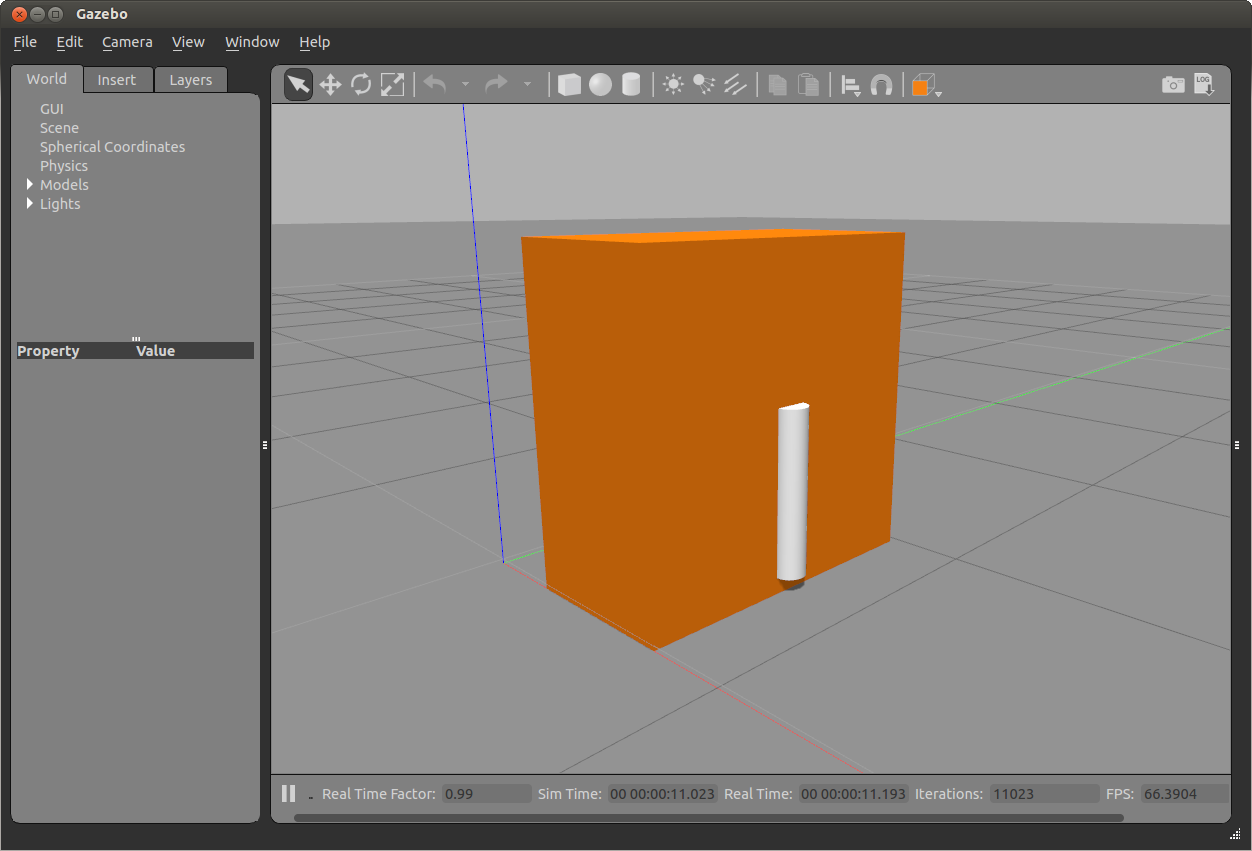 Gazebo
File Edit Camera View Window Help
World Insert Layers
LOG
GUI
Scene
Spherical Coordinates
Physics
Models
Lights
Property Value
Real Time Factor: 0.99 Sim Time: 00 00:00:11.023 Real Time: 00 00:00:11.193 Iterations: 11023 FPS: 66.3904